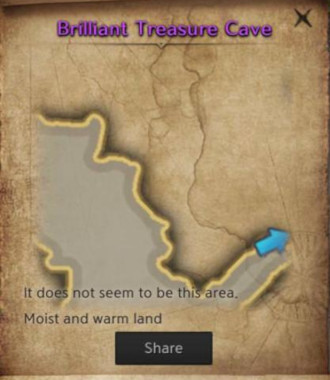 Brilliant Treasure Cave
It does not seem to be this area.
Moist and warm land
Share